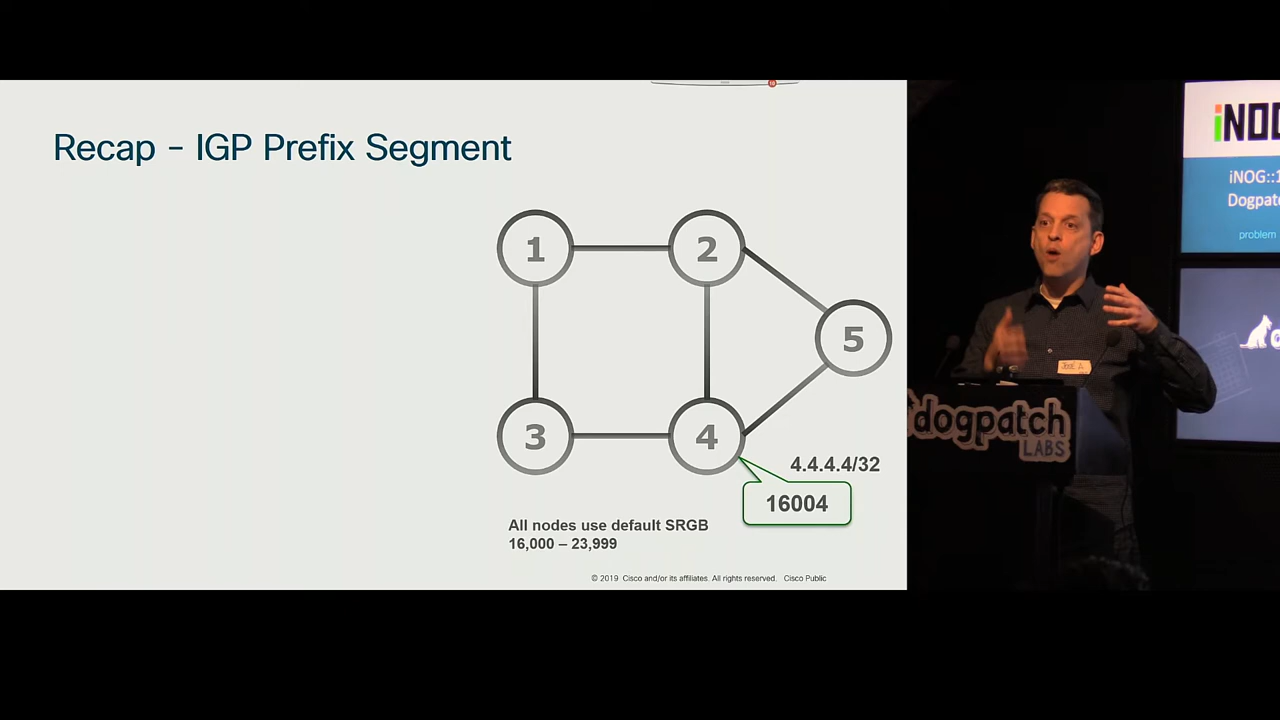 Recap – IGP Prefix Segment
1
2
5
3
4
4.4.4.4/32
16004
All nodes use default SRGB
16,000 – 23,999
© 2019 Cisco and/or its affiliates. All rights reserved. Cisco Public
iNOG::1
Dogpatc
problem
dogpatch
LABS